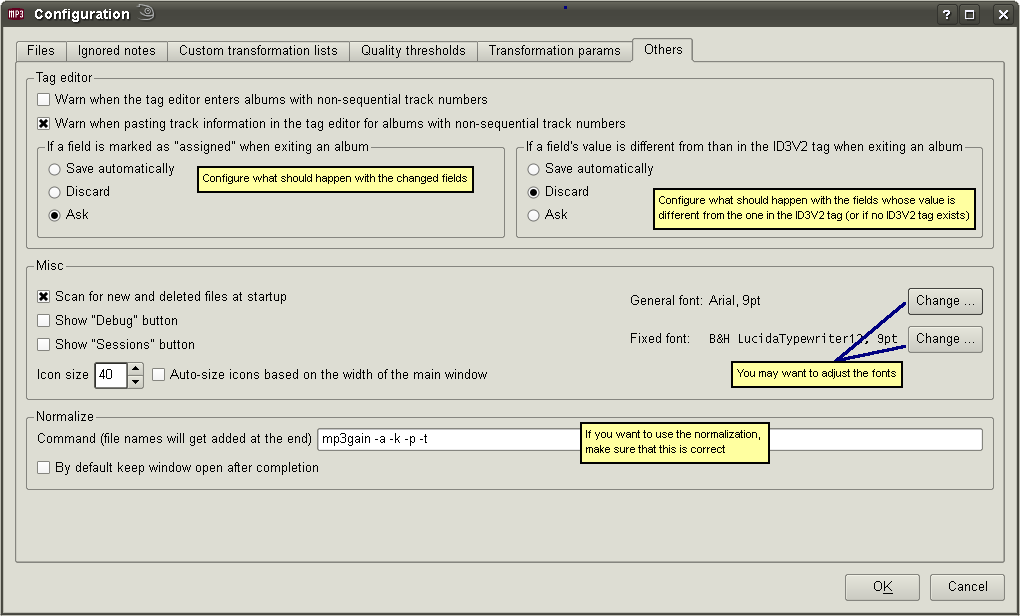 MP3 Configuration
?
Files Ignored notes Custom transformation lists Quality thresholds Transformation params Others
Tag editor
Warn when the tag editor enters albums with non-sequential track numbers
Warn when pasting track information in the tag editor for albums with non-sequential track numbers
If a field is marked as "assigned" when exiting an album
Save automatically
Discard
Ask
Configure what should happen with the changed fields
If a field's value is different from than in the ID3V2 tag when exiting an album
Save automatically
Discard
Ask
Configure what should happen with the fields whose value is
different from the one in the ID3V2 tag (or if no ID3V2 tag exists)
Misc
Scan for new and deleted files at startup
Show "Debug" button
Show "Sessions" button
Icon size 40 Auto-size icons based on the width of the main window
General font: Arial, 9pt Change ...
Fixed font: B&H LucidaTypewriter12, 9pt Change ...
You may want to adjust the fonts
Normalize
Command (file names will get added at the end) mp3gain -a -k -p -t
If you want to use the normalization,
make sure that this is correct
By default keep window open after completion
OK Cancel